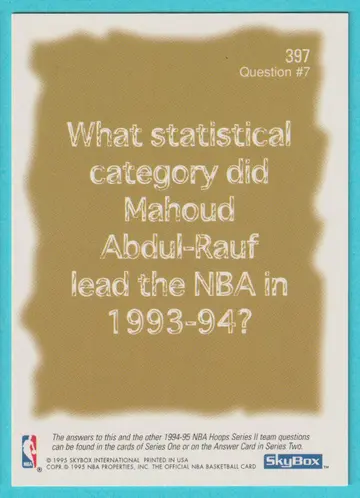 397
Question #7
What statistical
category did
Mahoud
Abdul-Rauf
lead the NBA in
1993-94?
The answers to this and the other 1994-95 NBA Hoops Series II team questions
can be found in the cards of Series One or on the Answer Card in Series Two.
© 1995 SKYBOX INTERNATIONAL PRINTED IN USA
COPR.© 1995 NBA PROPERTIES, INC. THE OFFICIAL NBA BASKETBALL CARD
NBA
®
SkyBox™